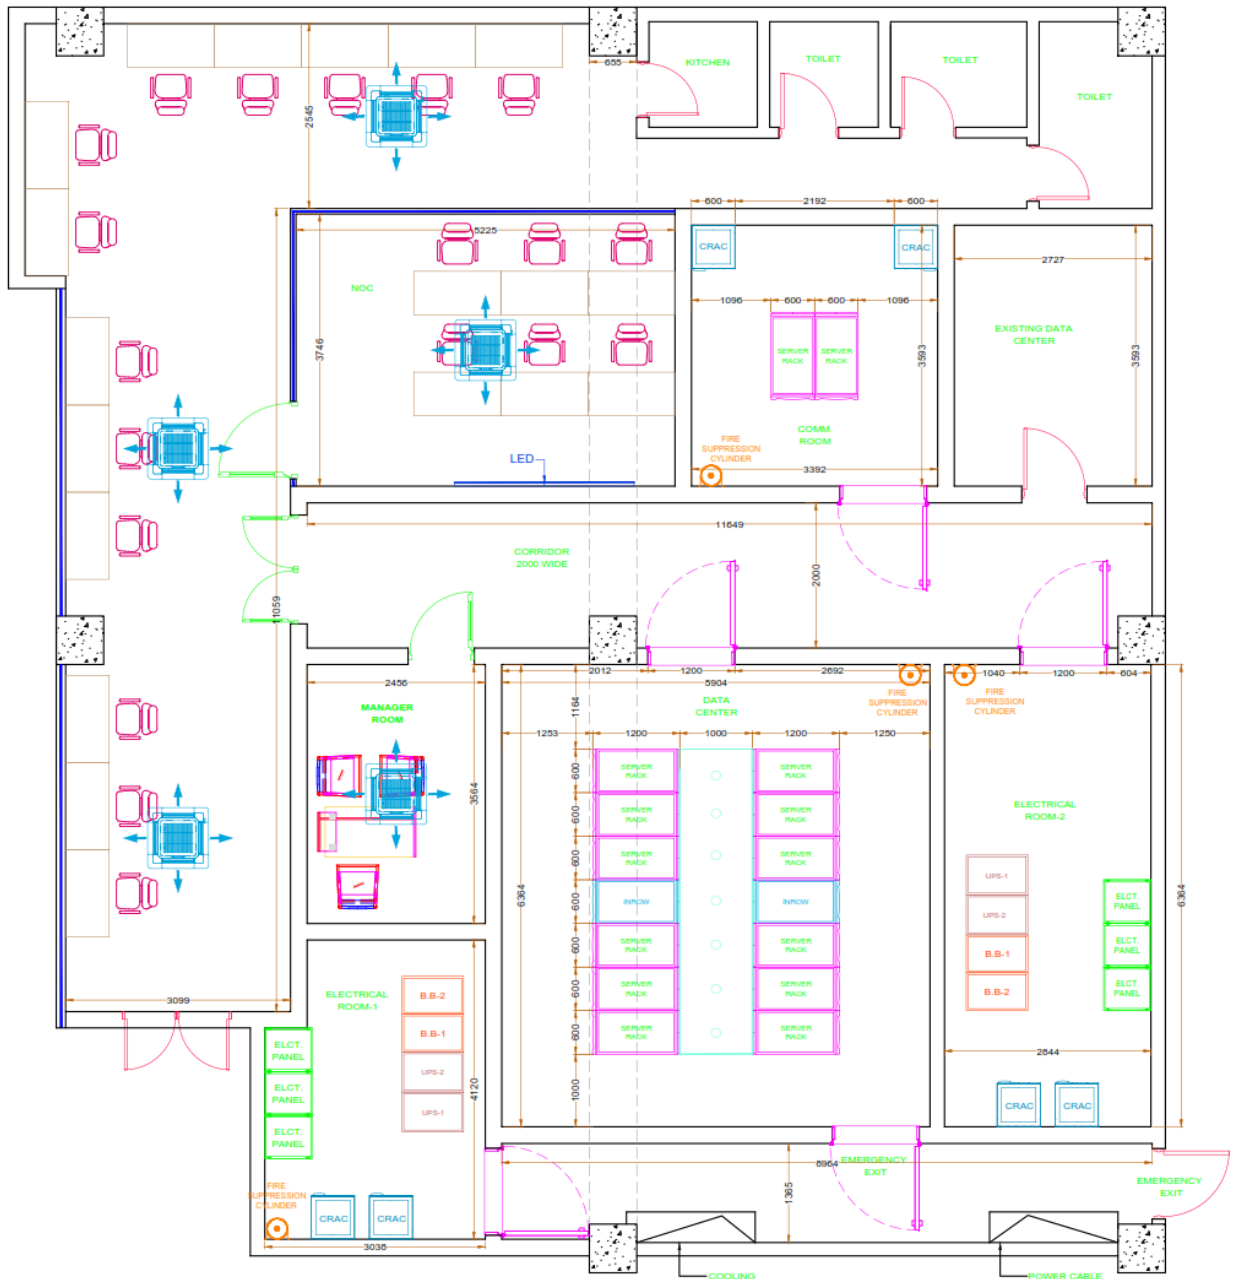 655
KITCHEN
TOILET
TOILET
TOILET
2545
600
2192
600
5225
CRAC
CRAC
2727
NOC
1096
600
600
1096
3746
SERVER
RACK
SERVER
RACK
3593
EXISTING DATA
CENTER
3593
COMM.
ROOM
FIRE
SUPPRESSION
CYLINDER
LED
3392
11649
CORRIDOR
2000 WIDE
2000
11059
2012
1200
2692
5904
2456
MANAGER
ROOM
DATA
CENTER
FIRE
SUPPRESSION
CYLINDER
1040
1200
604
FIRE
SUPPRESSION
CYLINDER
1164
1253
1200
1000
1200
1250
3564
600
SERVER
RACK
SERVER
RACK
600
SERVER
RACK
SERVER
RACK
ELECTRICAL
ROOM-2
600
SERVER
RACK
SERVER
RACK
6364
600
INROW
INROW
6364
UPS-1
UPS-2
B.B-1
B.B-2
ELCT.
PANEL
ELCT.
PANEL
ELCT.
PANEL
600
SERVER
RACK
SERVER
RACK
600
SERVER
RACK
SERVER
RACK
600
SERVER
RACK
SERVER
RACK
3099
ELECTRICAL
ROOM-1
B.B-2
B.B-1
UPS-2
UPS-1
ELCT.
PANEL
ELCT.
PANEL
ELCT.
PANEL
4120
1000
2844
CRAC
CRAC
EMERGENCY
EXIT
8964
1365
EMERGENCY
EXIT
FIRE
SUPPRESSION
CYLINDER
CRAC
CRAC
3038
COOLING
POWER CABLE